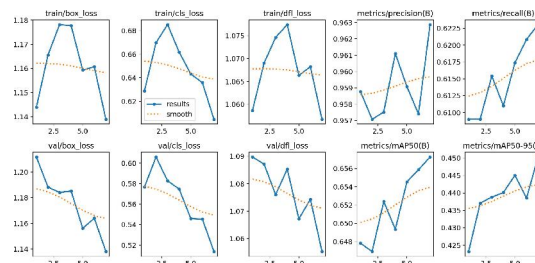 train/box_loss train/cls_loss train/dfl_loss metrics/precision(B) metrics/recall(B)
1.18 0.68 1.075 0.963 0.6225
1.17 0.66 1.070 0.962 0.6200
1.16 0.64 1.065 0.961 0.6175
1.15 0.62 1.060 0.960 0.6150
1.14 0.959 0.6125
0.958 0.6100
0.957
results
smooth
2.5 5.0 2.5 5.0 2.5 5.0 2.5 5.0 2.5 5.0
val/box_loss val/cls_loss val/dfl_loss metrics/mAP50(B) metrics/mAP50-95(
1.20 0.60 1.09 0.656 0.450
1.18 0.58 1.08 0.654 0.445
1.16 0.56 1.07 0.652 0.440
1.14 0.54 1.06 0.650 0.435
0.52 0.648 0.430
0.425